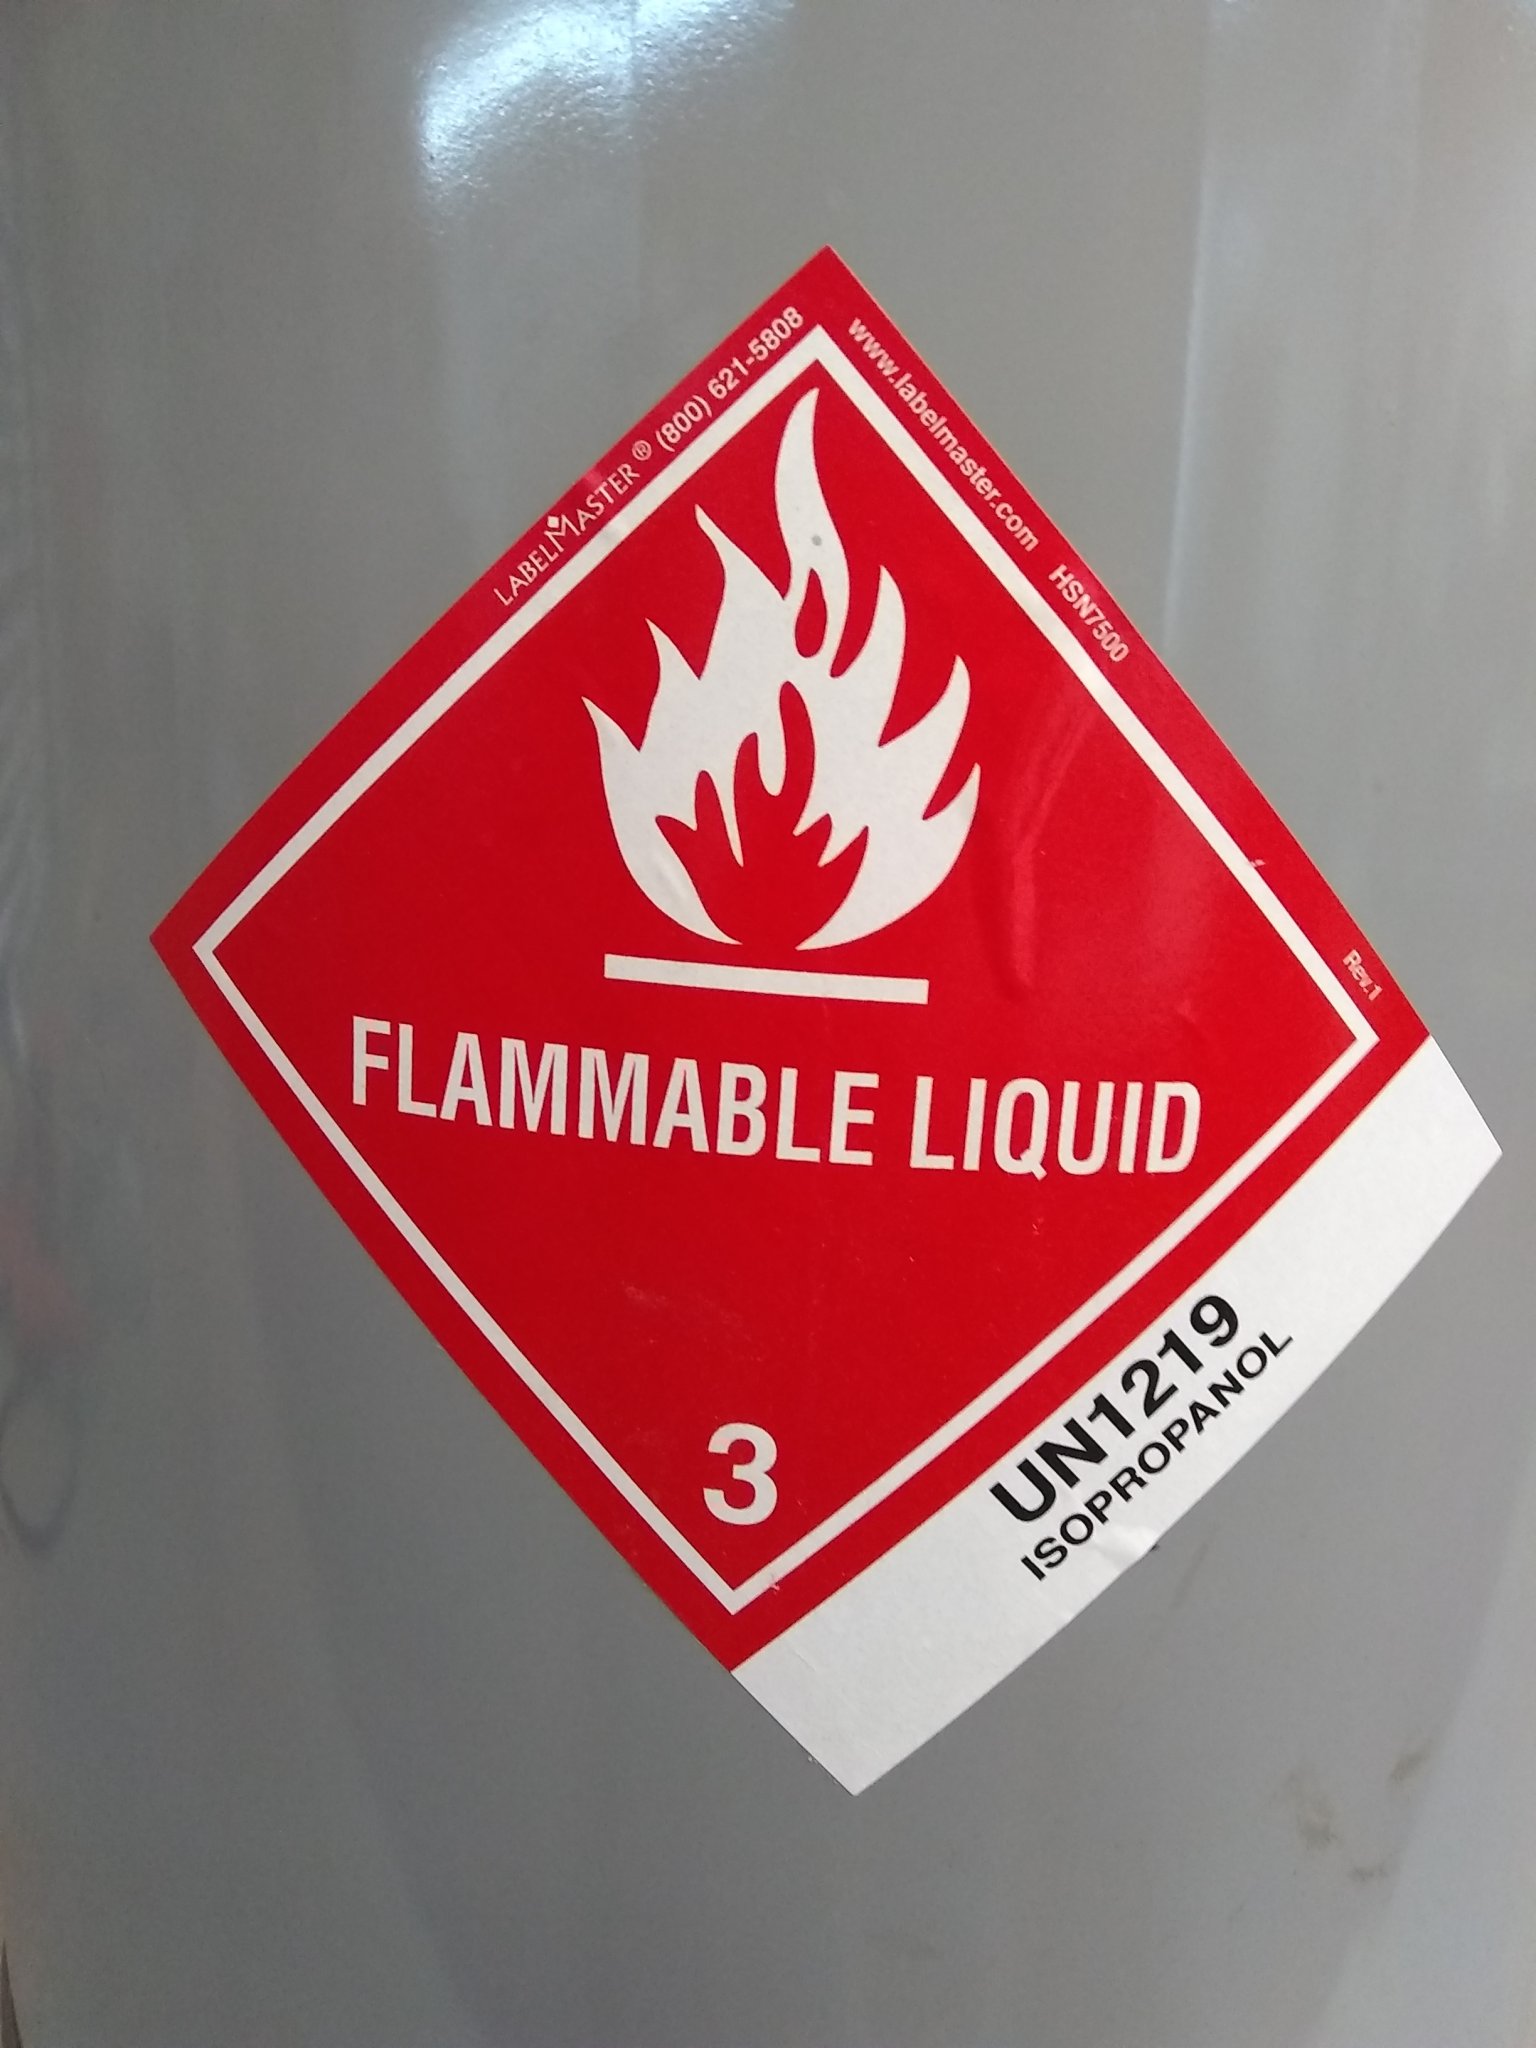 LABELMASTER ® (800) 621-5808
www.labelmaster.com HSN7500
Rev.1
FLAMMABLE LIQUID
3
UN1219
ISOPROPANOL